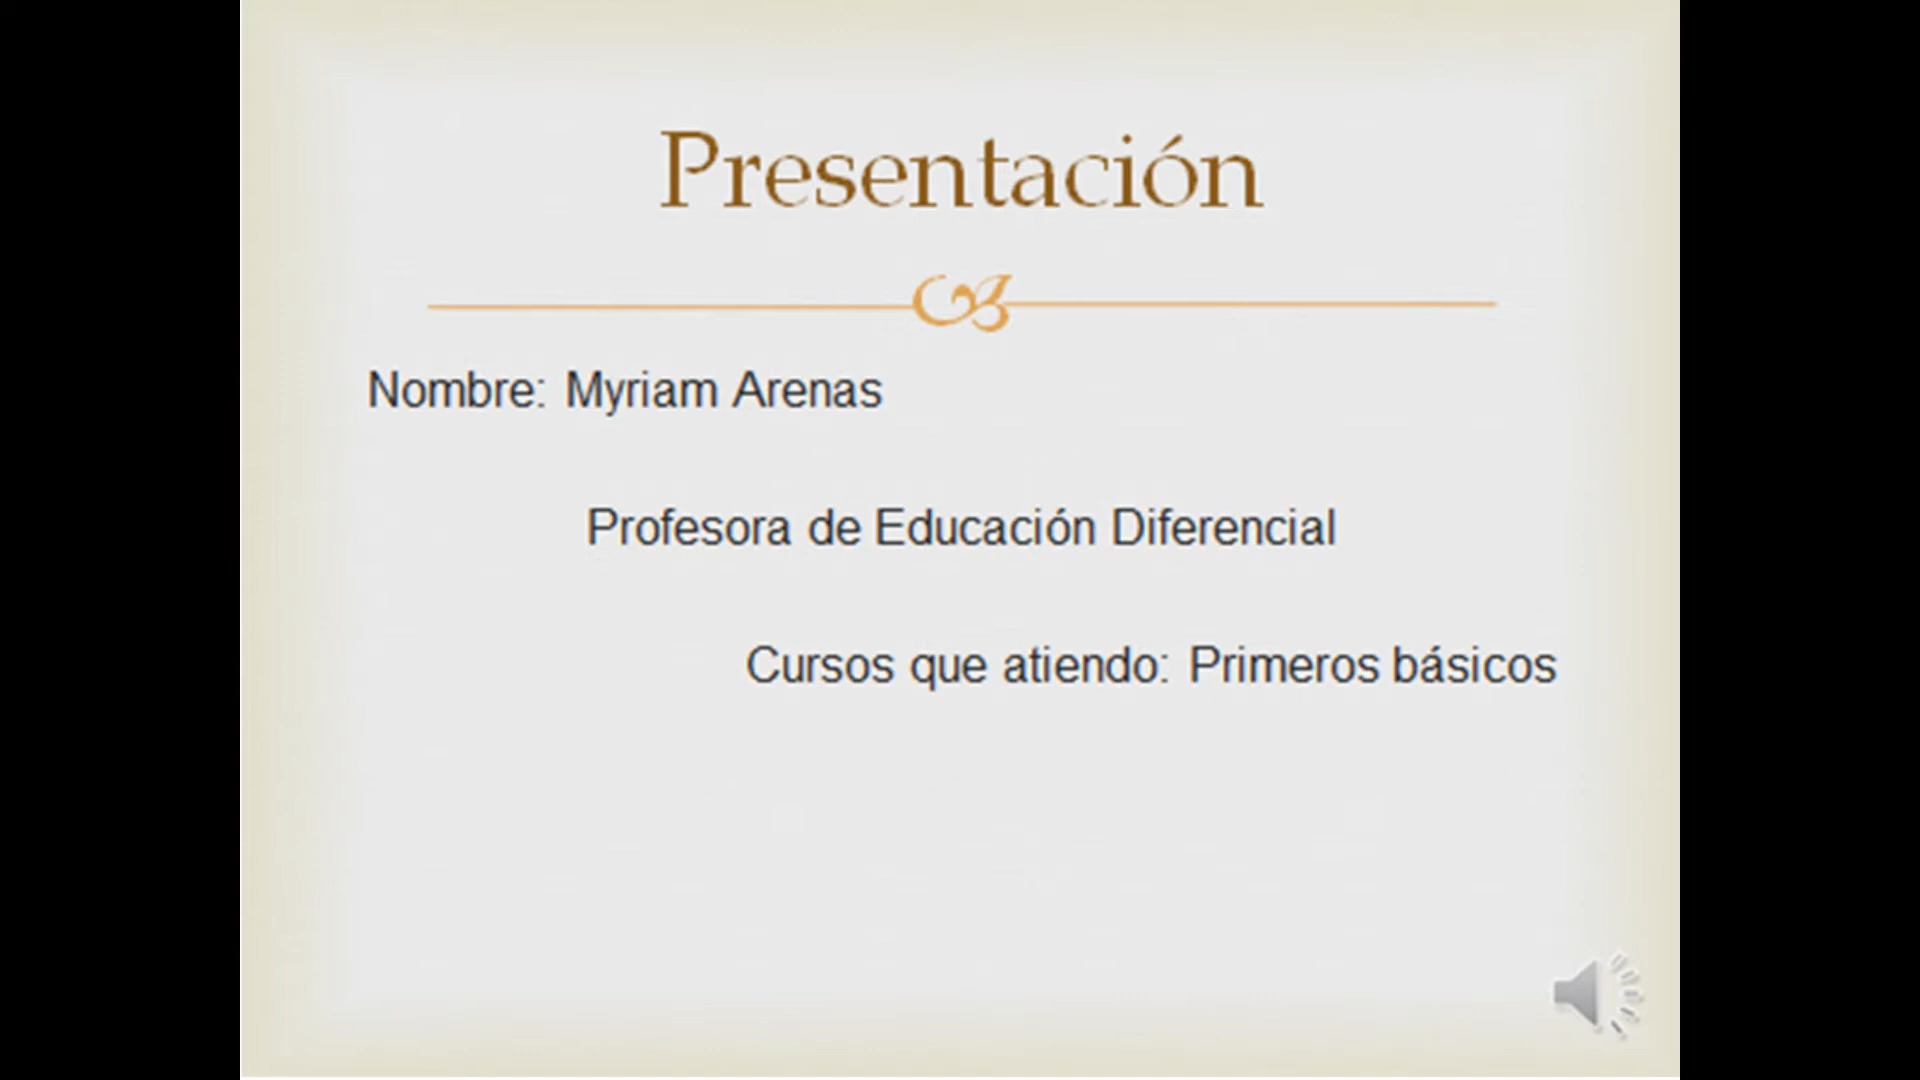 Presentación
Nombre: Myriam Arenas
Profesora de Educación Diferencial
Cursos que atiendo: Primeros básicos